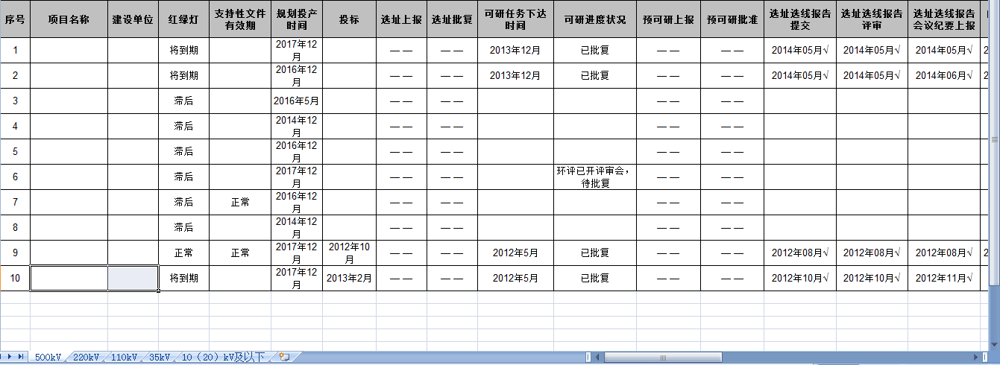 序号 项目名称 建设单位 红绿灯 支持性文件有效期 规划投产时间 投标 选址上报 选址批复 可研任务下达时间 可研进度状况 预可研上报 预可研批准 选址选线报告提交 选址选线报告评审 选址选线报告会议纪要上报
1 将到期 2017年12月 — — — — 2013年12月 已批复 — — — — 2014年05月√ 2014年05月√ 2014年05月√ 2
2 将到期 2016年12月 — — — — 2013年12月 已批复 — — — — 2014年05月√ 2014年05月√ 2014年06月√ 2
3 滞后 2016年5月 — — — — — — — —
4 滞后 2014年12月 — — — — — — — —
5 滞后 2016年12月 — — — — — — — —
6 滞后 2017年12月 — — — — 环评已开评审会，待批复 — — — —
7 滞后 正常 2016年12月 — — — — — — — —
8 滞后 2014年12月 — — — — — — — —
9 正常 正常 2017年12月 2012年10月 — — — — 2012年5月 已批复 — — — — 2012年08月√ 2012年08月√ 2012年08月√ 2
10 将到期 2017年12月 2013年2月 — — — — 2012年5月 已批复 — — — — 2012年10月√ 2012年10月√ 2012年11月√
500kV 220kV 110kV 35kV 10（20）kV及以下